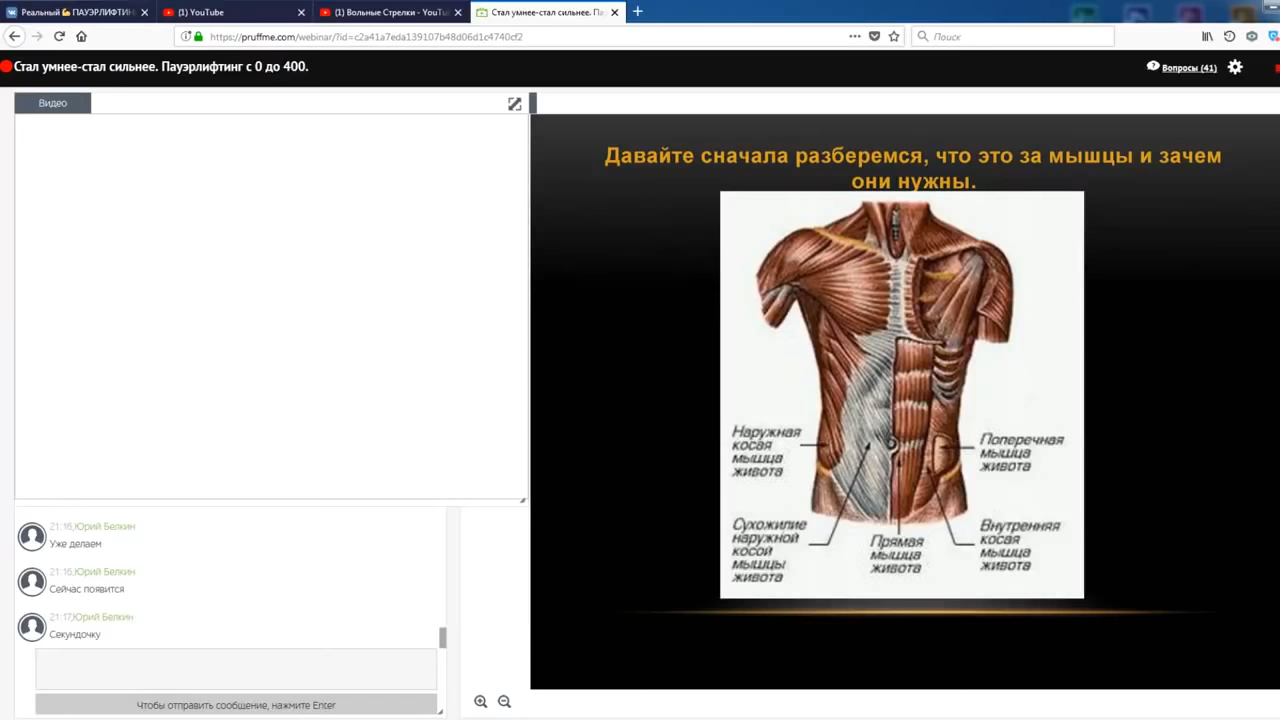 Реальный 💪 ПАУЭРЛИФТИН
(1) YouTube
(1) Вольные Стрелки - YouTu
Стал умнее-стал сильнее. Па
https://pruffme.com/webinar/?id=c2a41a7eda139107b48d06d1c4740cf2
Поиск
Стал умнее-стал сильнее. Пауэрлифтинг с 0 до 400.
Вопросы (41)
Видео
Давайте сначала разберемся, что это за мышцы и зачем
они нужны.
Наружная
косая
мышца
живота
Поперечная
мышца
живота
Сухожилие
наружной
косой
мышцы
живота
Прямая
мышца
живота
Внутренняя
косая
мышца
живота
21:16,Юрий Белкин
Уже делаем
21:16,Юрий Белкин
Сейчас появится
21:17,Юрий Белкин
Секундочку
Чтобы отправить сообщение, нажмите Enter